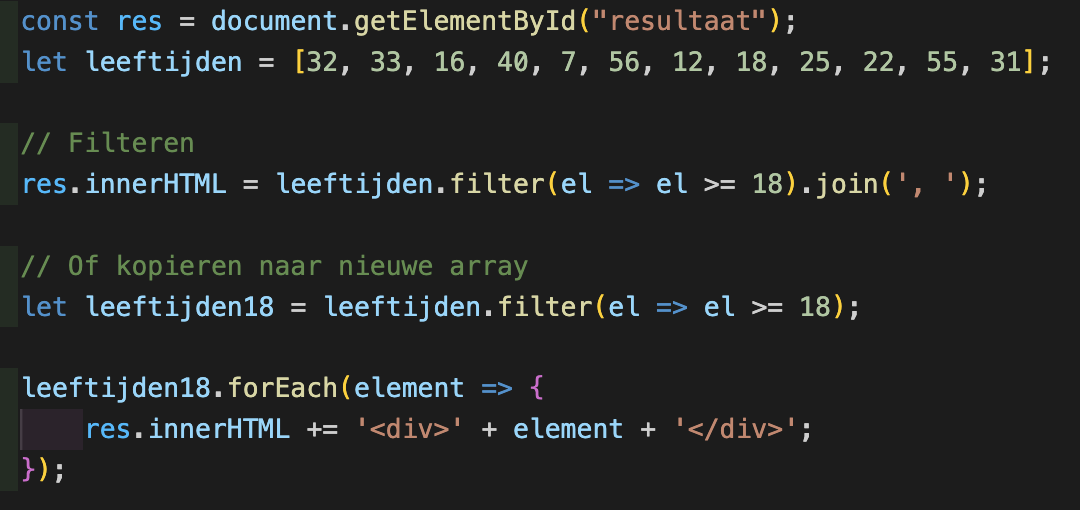 const res = document.getElementById("resultaat");
let leeftijden = [32, 33, 16, 40, 7, 56, 12, 18, 25, 22, 55, 31];
// Filteren
res.innerHTML = leeftijden.filter(el => el >= 18).join(', ');
// Of kopieren naar nieuwe array
let leeftijden18 = leeftijden.filter(el => el >= 18);
leeftijden18.forEach(element => {
    res.innerHTML += '<div>' + element + '</div>';
});